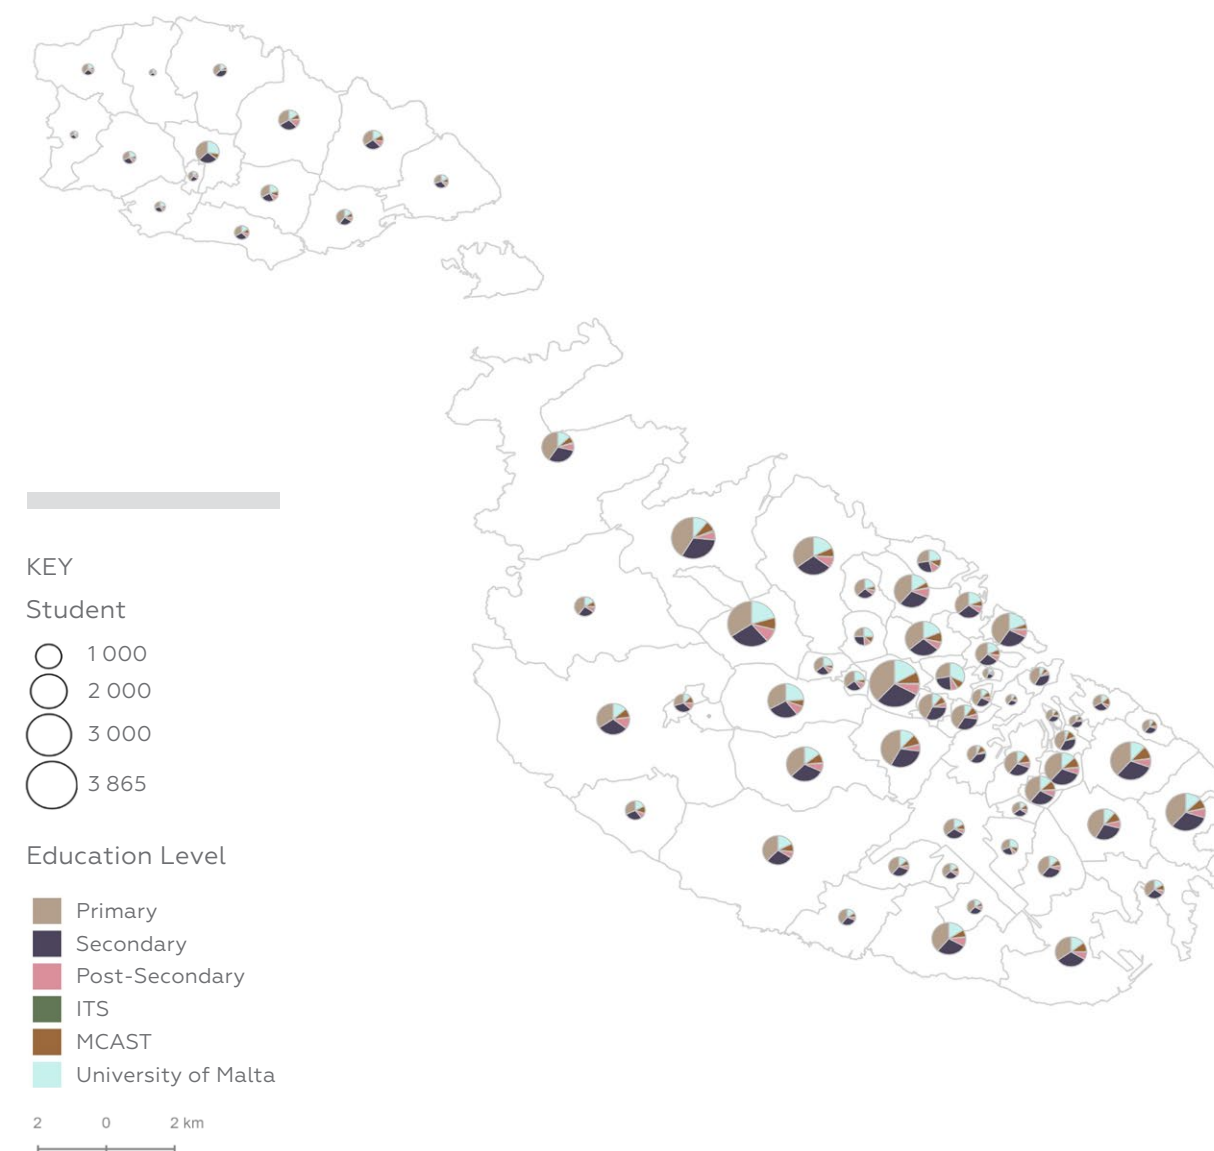 KEY
Student
1 000
2 000
3 000
3 865
Education Level
Primary
Secondary
Post-Secondary
ITS
MCAST
University of Malta
2 0 2 km